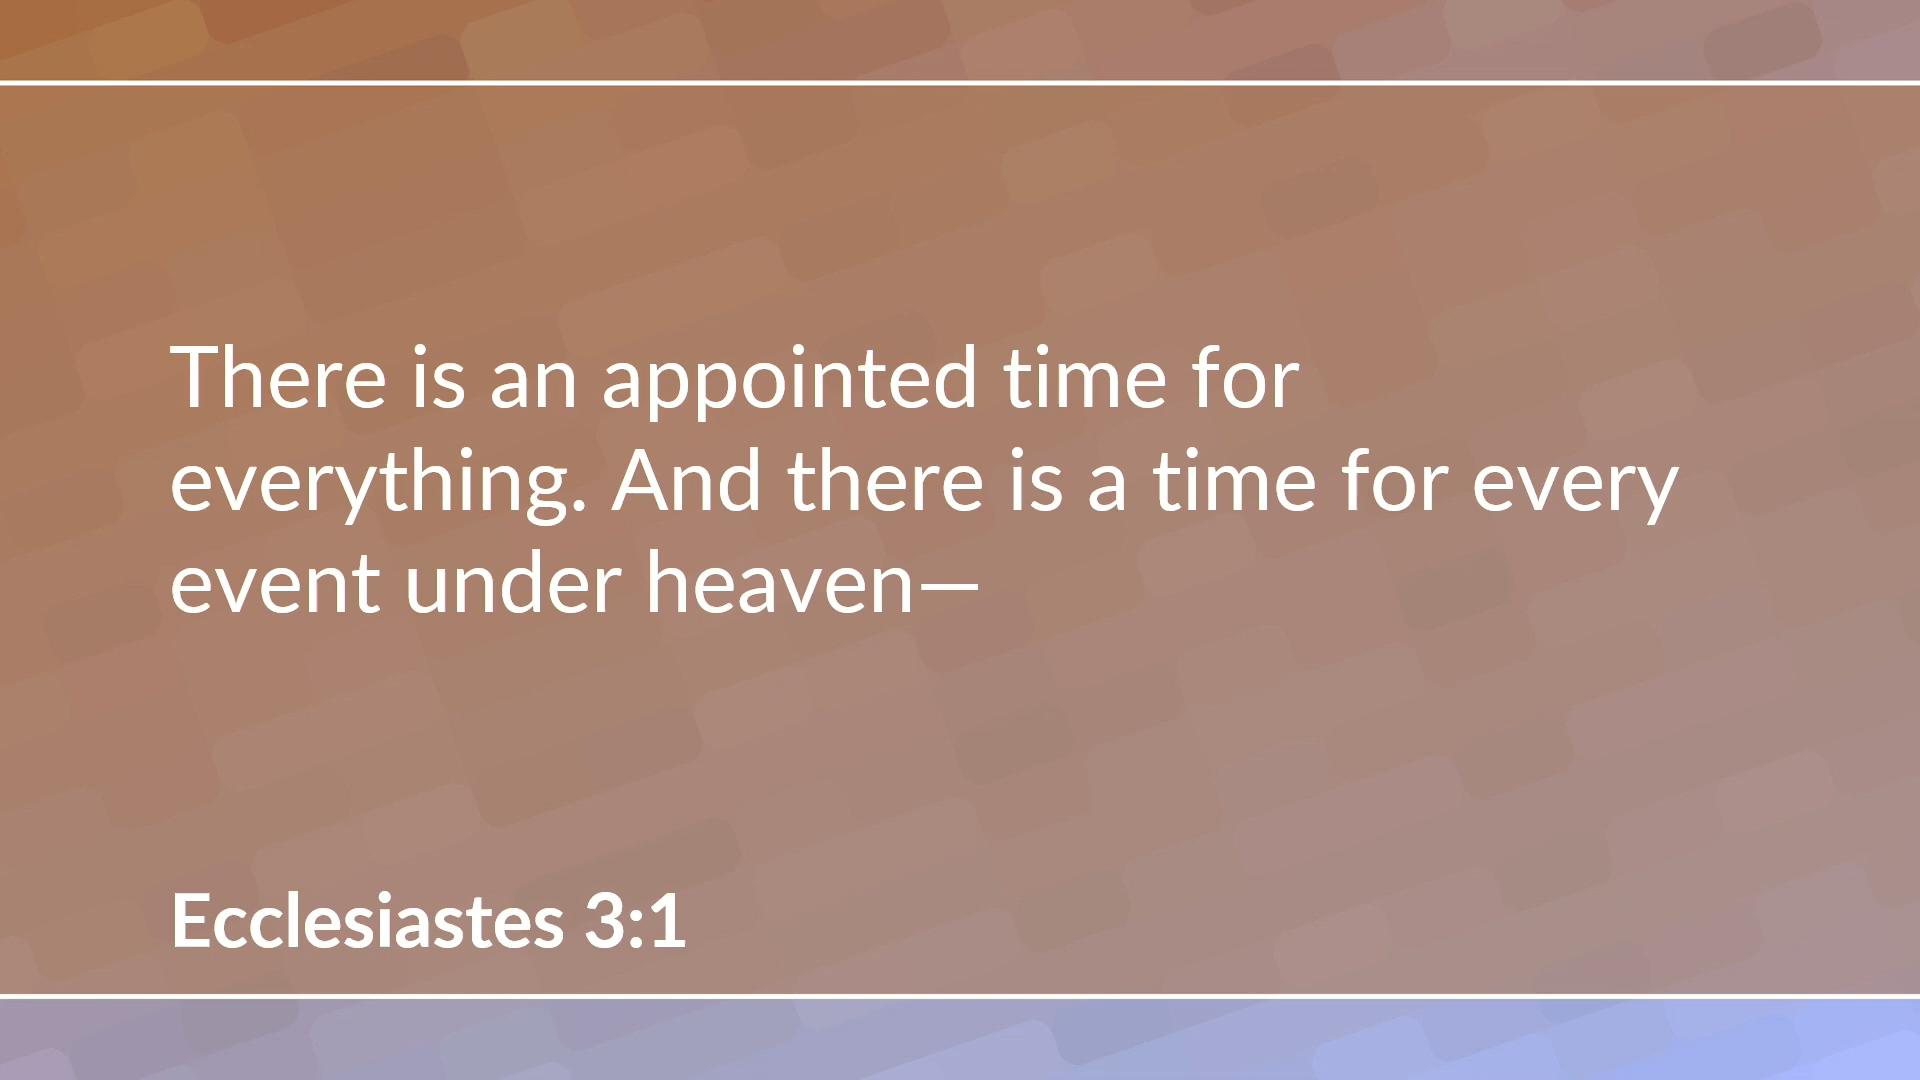 There is an appointed time for
everything. And there is a time for every
event under heaven—
Ecclesiastes 3:1